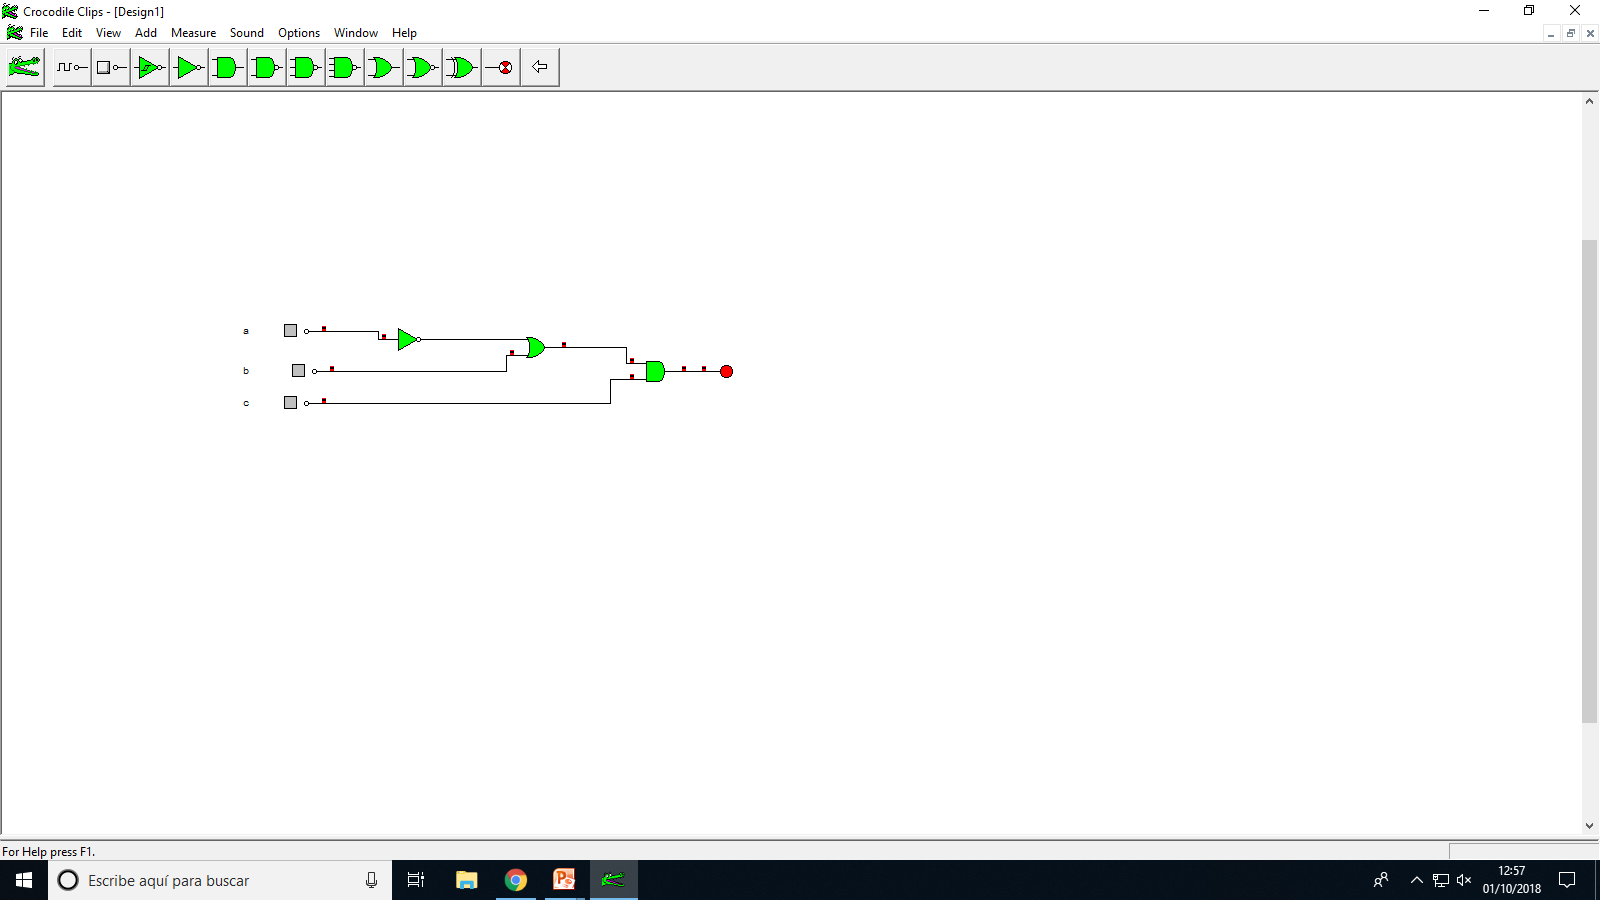 Crocodile Clips - [Design1]
File Edit View Add Measure Sound Options Window Help
a
b
c
For Help press F1.
Escribe aquí para buscar
12:57
01/10/2018